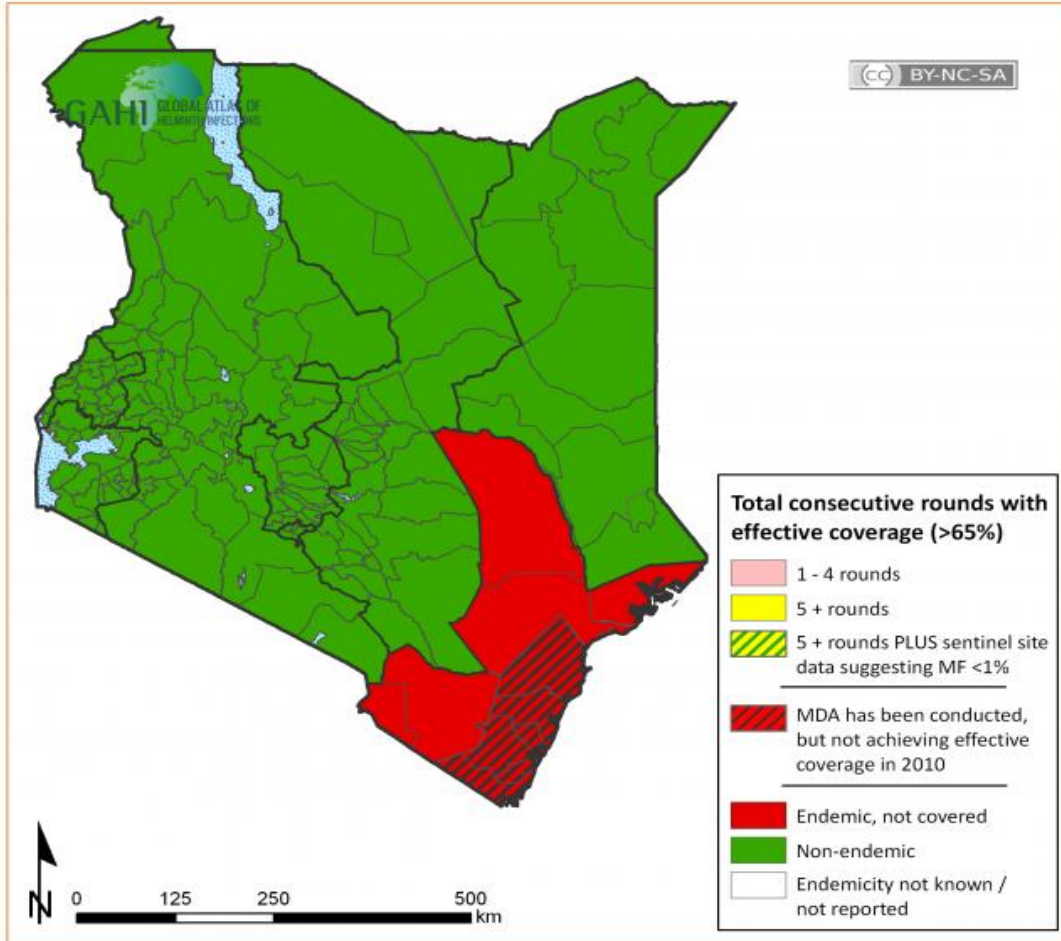 GAHI GLOBAL ATLAS OF
HELMINTH INFECTIONS
cc BY-NC-SA
Total consecutive rounds with
effective coverage (>65%)
1 - 4 rounds
5 + rounds
5 + rounds PLUS sentinel site
data suggesting MF <1%
MDA has been conducted,
but not achieving effective
coverage in 2010
Endemic, not covered
Non-endemic
Endemicity not known /
not reported
N
0 125 250 500
km